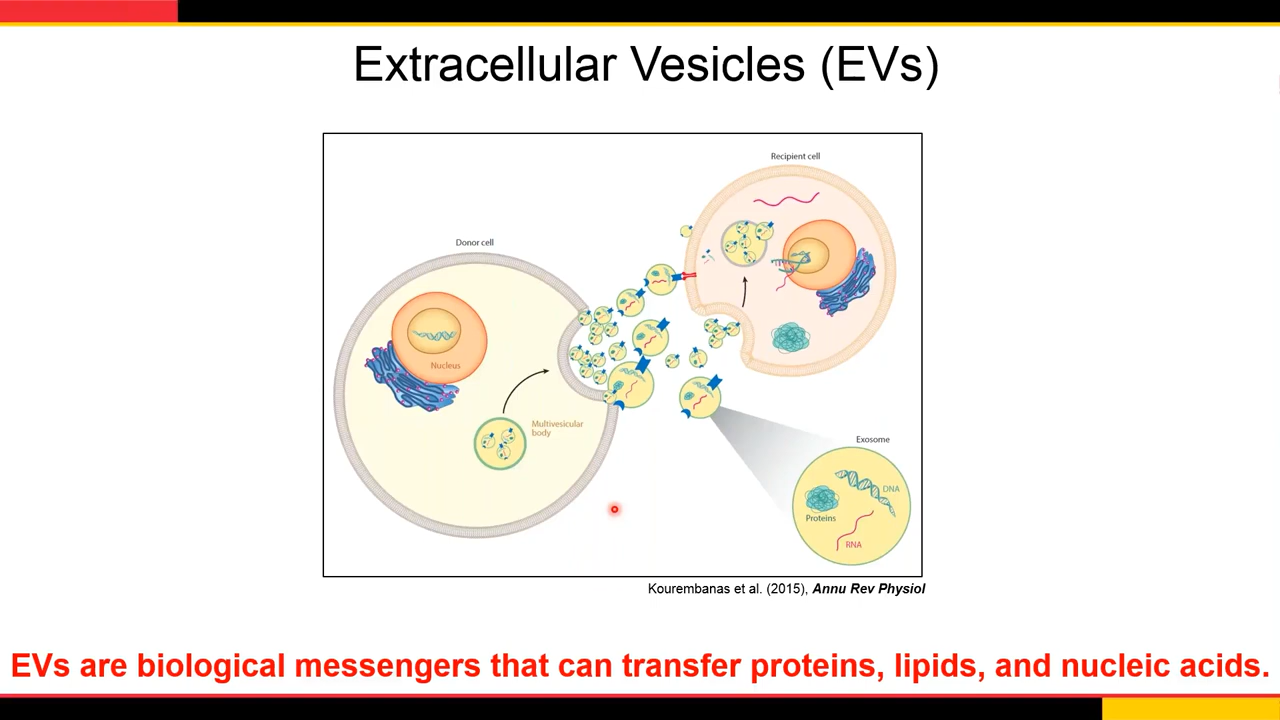 Extracellular Vesicles (EVs)
Recipient cell
Donor cell
Nucleus
Multivesicular
body
Exosome
DNA
Proteins
RNA
Kourembanas et al. (2015), Annu Rev Physiol
EVs are biological messengers that can transfer proteins, lipids, and nucleic acids.